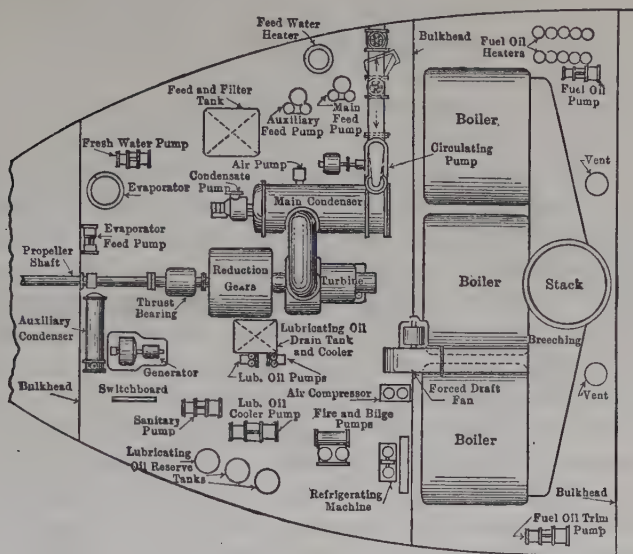 Feed Water
Heater
Bulkhead
Fuel Oil
Heaters
Fuel Oil
Pump
Feed and Filter
Tank
Auxiliary
Feed Pump
Main
Feed
Pump
Boiler
Fresh Water Pump
Air Pump
Circulating
Pump
Vent
Evaporator
Condensate
Pump
Main Condenser
Evaporator
Feed Pump
Propeller
Shaft
Reduction
Gears
Turbine
Boiler
Stack
Thrust
Bearing
Breeching
Auxiliary
Condenser
Lubricating Oil
Drain Tank
and Cooler
Generator
Lub. Oil Pumps
Forced Draft
Fan
Vent
Bulkhead
Switchboard
Air Compressor
Sanitary
Pump
Lub. Oil
Cooler Pump
Fire and Bilge
Pumps
Boiler
Lubricating
Oil Reserve
Tanks
Refrigerating
Machine
Bulkhead
Fuel Oil Trim
Pump